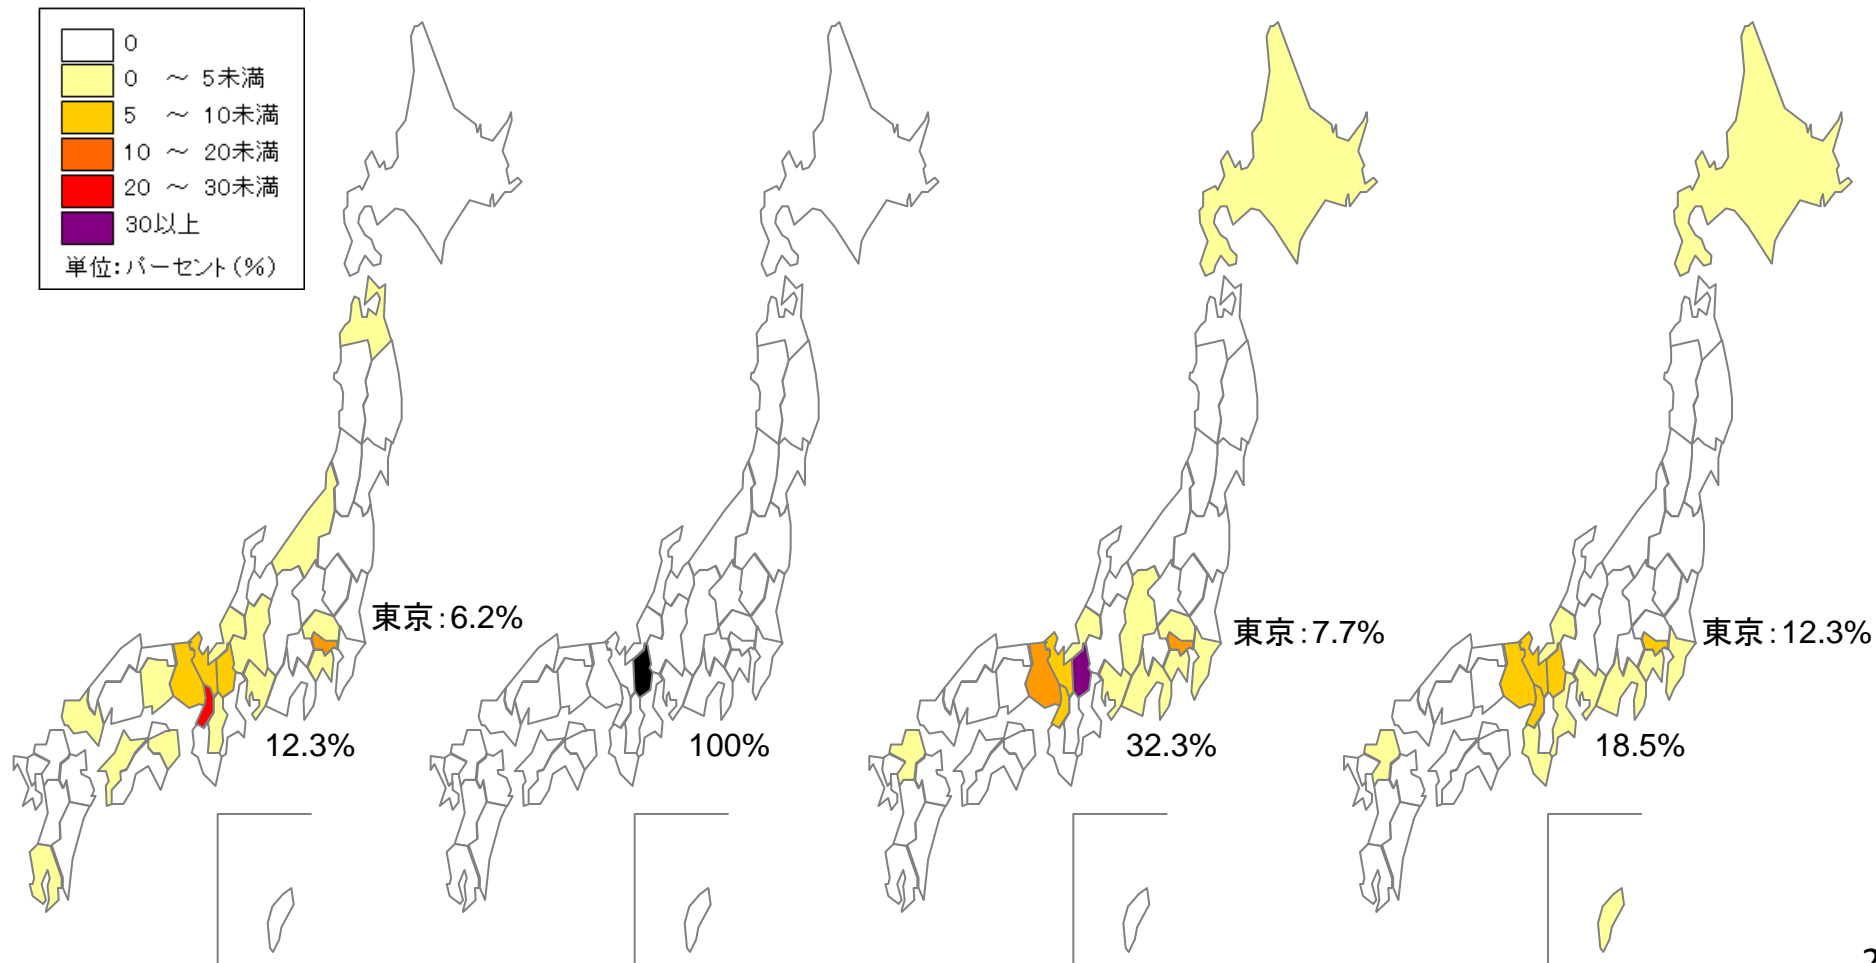 0
0 ～ 5未満
5 ～ 10未満
10 ～ 20未満
20 ～ 30未満
30以上
単位：パーセント（％）
東京：6.2%
12.3%
100%
東京：7.7%
32.3%
東京：12.3%
18.5%